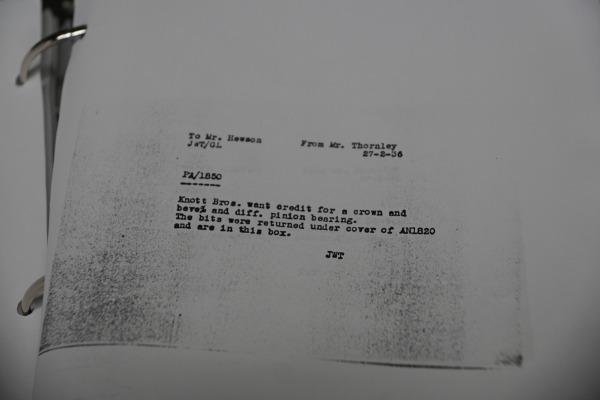 To Mr. Hewson From Mr. Thornley
JWT/GL 27-2-36
PA/1850
Knott Bros. want credit for a crown and
bevel and diff. pinion bearing.
The bits were returned under cover of AN1820
and are in this box.
JWT